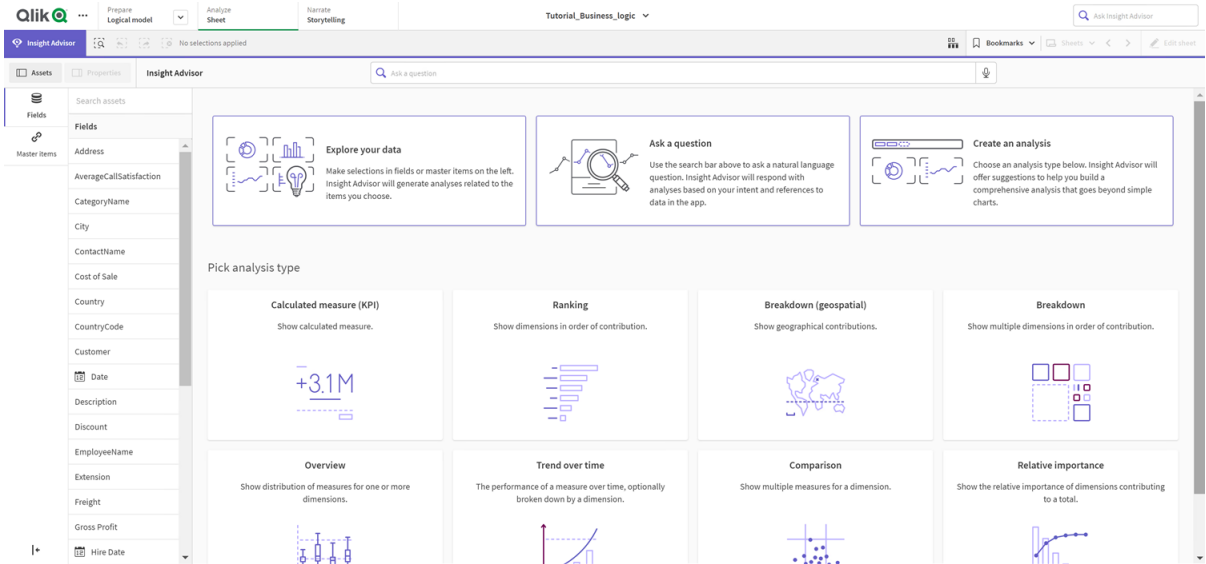 Qlik
Prepare
Logical model
Analyze
Sheet
Narrate
Storytelling
Tutorial_Business_logic
Ask Insight Advisor
Insight Advisor
No selections applied
Bookmarks
Sheets
Edit sheet
Assets
Properties
Insight Advisor
Ask a question
Fields
Master items
Search assets
Fields
Address
AverageCallSatisfaction
CategoryName
City
ContactName
Cost of Sale
Country
CountryCode
Customer
Date
Description
Discount
EmployeeName
Extension
Freight
Gross Profit
Hire Date
Explore your data
Make selections in fields or master items on the left.
Insight Advisor will generate analyses related to the
items you choose.
Ask a question
Use the search bar above to ask a natural language
question. Insight Advisor will respond with
analyses based on your intent and references to
data in the app.
Create an analysis
Choose an analysis type below. Insight Advisor will
offer suggestions to help you build a
comprehensive analysis that goes beyond simple
charts.
Pick analysis type
Calculated measure (KPI)
Show calculated measure.
+3.1M
Ranking
Show dimensions in order of contribution.
Breakdown (geospatial)
Show geographical contributions.
Breakdown
Show multiple dimensions in order of contribution.
Overview
Show distribution of measures for one or more
dimensions.
Trend over time
The performance of a measure over time, optionally
broken down by a dimension.
Comparison
Show multiple measures for a dimension.
Relative importance
Show the relative importance of dimensions contributing
to a total.